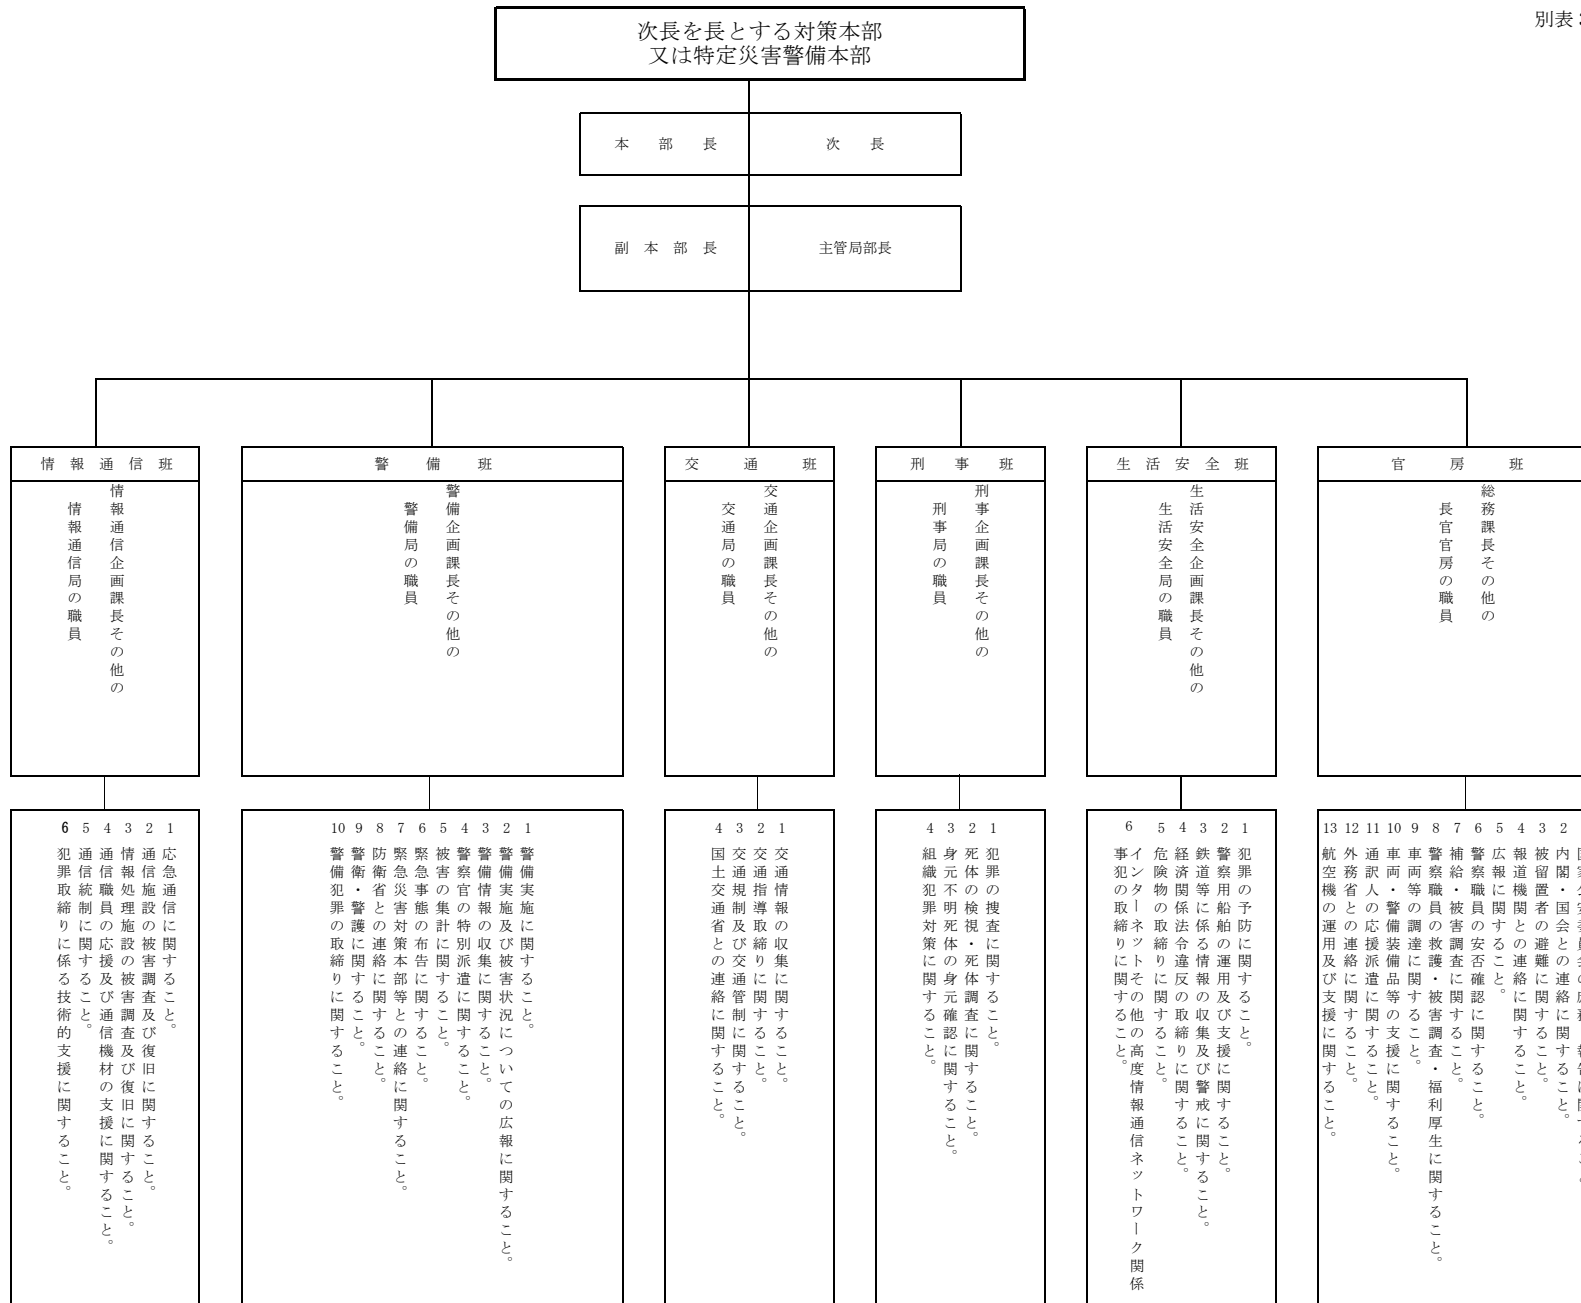 別表
次長を長とする対策本部
又は特定災害警備本部
本部長
次長
副本部長
主管局部長
官房班
総務課長その他の
長官官房の職員
2 内閣・国会との連絡に関すること。
3 被留置者の避難に関すること。
4 報道機関との連絡に関すること。
5 広報に関すること。
6 警察職員の安否確認に関すること。
7 補給・被害調査に関すること。
8 警察職員の救護・被害調査・福利厚生に関すること。
9 車両等の調達に関すること。
10 車両・警備装備品等の支援に関すること。
11 通訳人の応援派遣に関すること。
12 外務省との連絡に関すること。
13 航空機の運用及び支援に関すること。
生活安全班
生活安全企画課長その他の
生活安全局の職員
1 犯罪の予防に関すること。
2 警察用船舶の運用及び支援に関すること。
3 鉄道等に係る情報の収集及び警戒に関すること。
4 経済関係法令違反の取締りに関すること。
5 危険物の取締りに関すること。
6 インターネットその他の高度情報通信ネットワーク関係
事犯の取締りに関すること。
刑事班
刑事企画課長その他の
刑事局の職員
1 犯罪の捜査に関すること。
2 死体の検視・死体調査に関すること。
3 身元不明死体の身元確認に関すること。
4 組織犯罪対策に関すること。
交通班
交通企画課長その他の
交通局の職員
1 交通情報の収集に関すること。
2 交通指導取締りに関すること。
3 交通規制及び交通管制に関すること。
4 国土交通省との連絡に関すること。
警備班
警備企画課長その他の
警備局の職員
1 警備実施に関すること。
2 警備実施及び被害状況についての広報に関すること。
3 警備情報の収集に関すること。
4 警察官の特別派遣に関すること。
5 被害の集計に関すること。
6 緊急事態の布告に関すること。
7 緊急災害対策本部等との連絡に関すること。
8 防衛省との連絡に関すること。
9 警衛・警護に関すること。
10 警備犯罪の取締りに関すること。
情報通信班
情報通信企画課長その他の
情報通信局の職員
1 応急通信に関すること。
2 通信施設の被害調査及び復旧に関すること。
3 情報処理施設の被害調査及び復旧に関すること。
4 通信職員の応援及び通信機材の支援に関すること。
5 通信統制に関すること。
6 犯罪取締りに係る技術的支援に関すること。